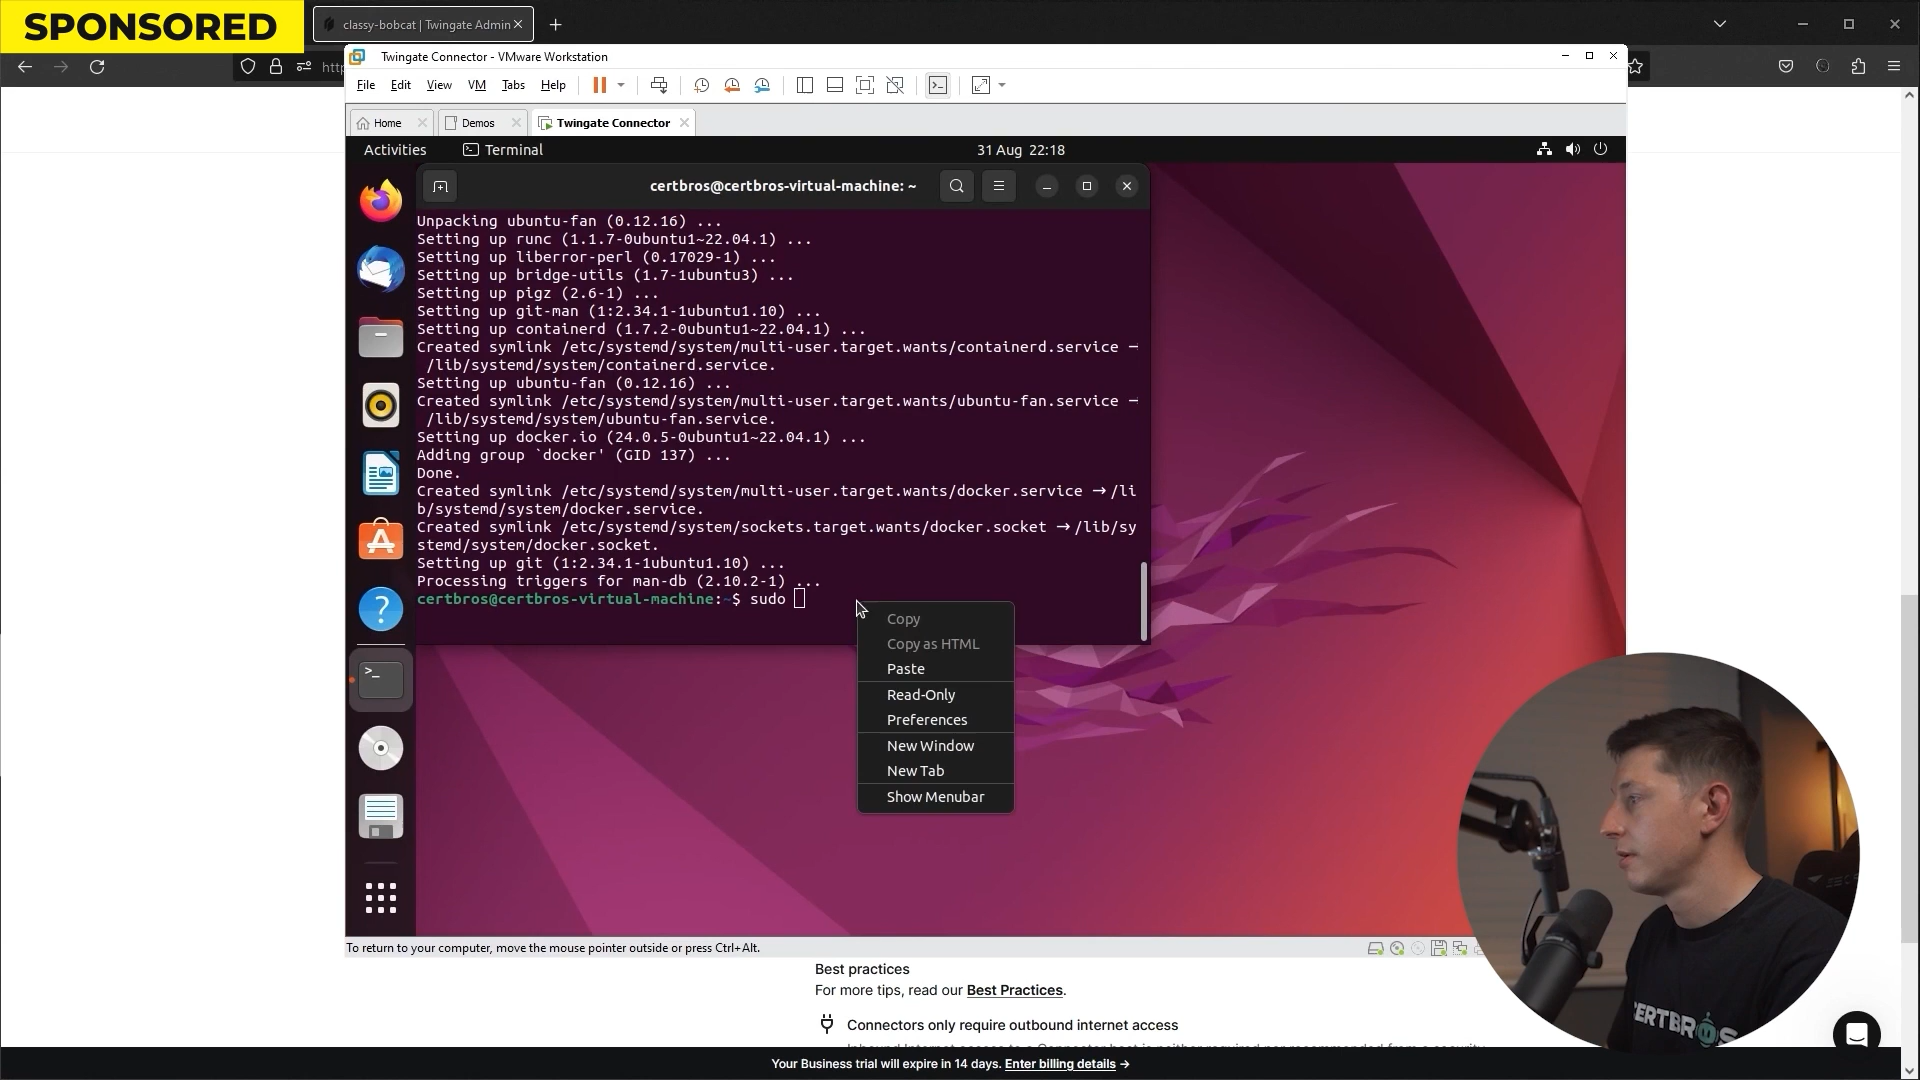 SPONSORED
classy-bobcat | Twingate Admin
Twingate Connector - VMware Workstation
File Edit View VM Tabs Help
Home Demos Twingate Connector
Activities Terminal 31 Aug 22:18
certbros@certbros-virtual-machine: ~
Unpacking ubuntu-fan (0.12.16) ...
Setting up runc (1.1.7-0ubuntu1~22.04.1) ...
Setting up liberror-perl (0.17029-1) ...
Setting up bridge-utils (1.7-1ubuntu3) ...
Setting up pigz (2.6-1) ...
Setting up git-man (1:2.34.1-1ubuntu1.10) ...
Setting up containerd (1.7.2-0ubuntu1~22.04.1) ...
Created symlink /etc/systemd/system/multi-user.target.wants/containerd.service →
/lib/systemd/system/containerd.service.
Setting up ubuntu-fan (0.12.16) ...
Created symlink /etc/systemd/system/multi-user.target.wants/ubuntu-fan.service →
/lib/systemd/system/ubuntu-fan.service.
Setting up docker.io (24.0.5-0ubuntu1~22.04.1) ...
Adding group `docker' (GID 137) ...
Done.
Created symlink /etc/systemd/system/multi-user.target.wants/docker.service → /li
b/systemd/system/docker.service.
Created symlink /etc/systemd/system/sockets.target.wants/docker.socket → /lib/sy
stemd/system/docker.socket.
Setting up git (1:2.34.1-1ubuntu1.10) ...
Processing triggers for man-db (2.10.2-1) ...
certbros@certbros-virtual-machine:~$ sudo
Copy
Copy as HTML
Paste
Read-Only
Preferences
New Window
New Tab
Show Menubar
To return to your computer, move the mouse pointer outside or press Ctrl+Alt.
Best practices
For more tips, read our Best Practices.
Connectors only require outbound internet access
CERTBROS
Your Business trial will expire in 14 days. Enter billing details →